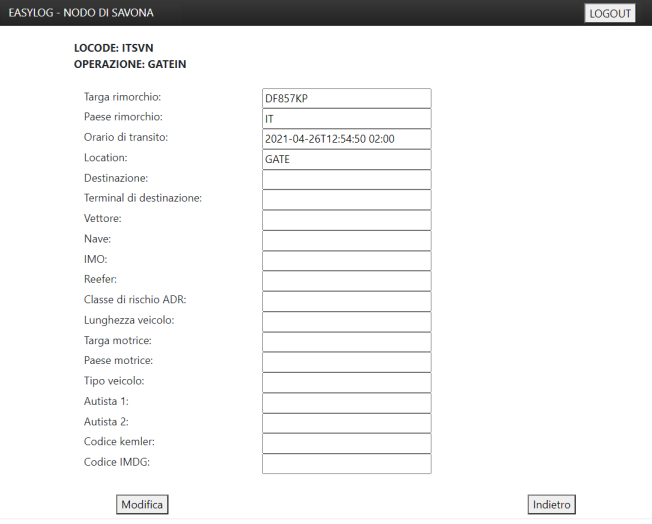 EASYLOG - NODO DI SAVONA LOGOUT
LOCODE: ITSVN
OPERAZIONE: GATEIN
Targa rimorchio: DF857KP
Paese rimorchio: IT
Orario di transito: 2021-04-26T12:54:50 02:00
Location: GATE
Destinazione:
Terminal di destinazione:
Vettore:
Nave:
IMO:
Reefer:
Classe di rischio ADR:
Lunghezza veicolo:
Targa motrice:
Paese motrice:
Tipo veicolo:
Autista 1:
Autista 2:
Codice kemler:
Codice IMDG:
Modifica Indietro